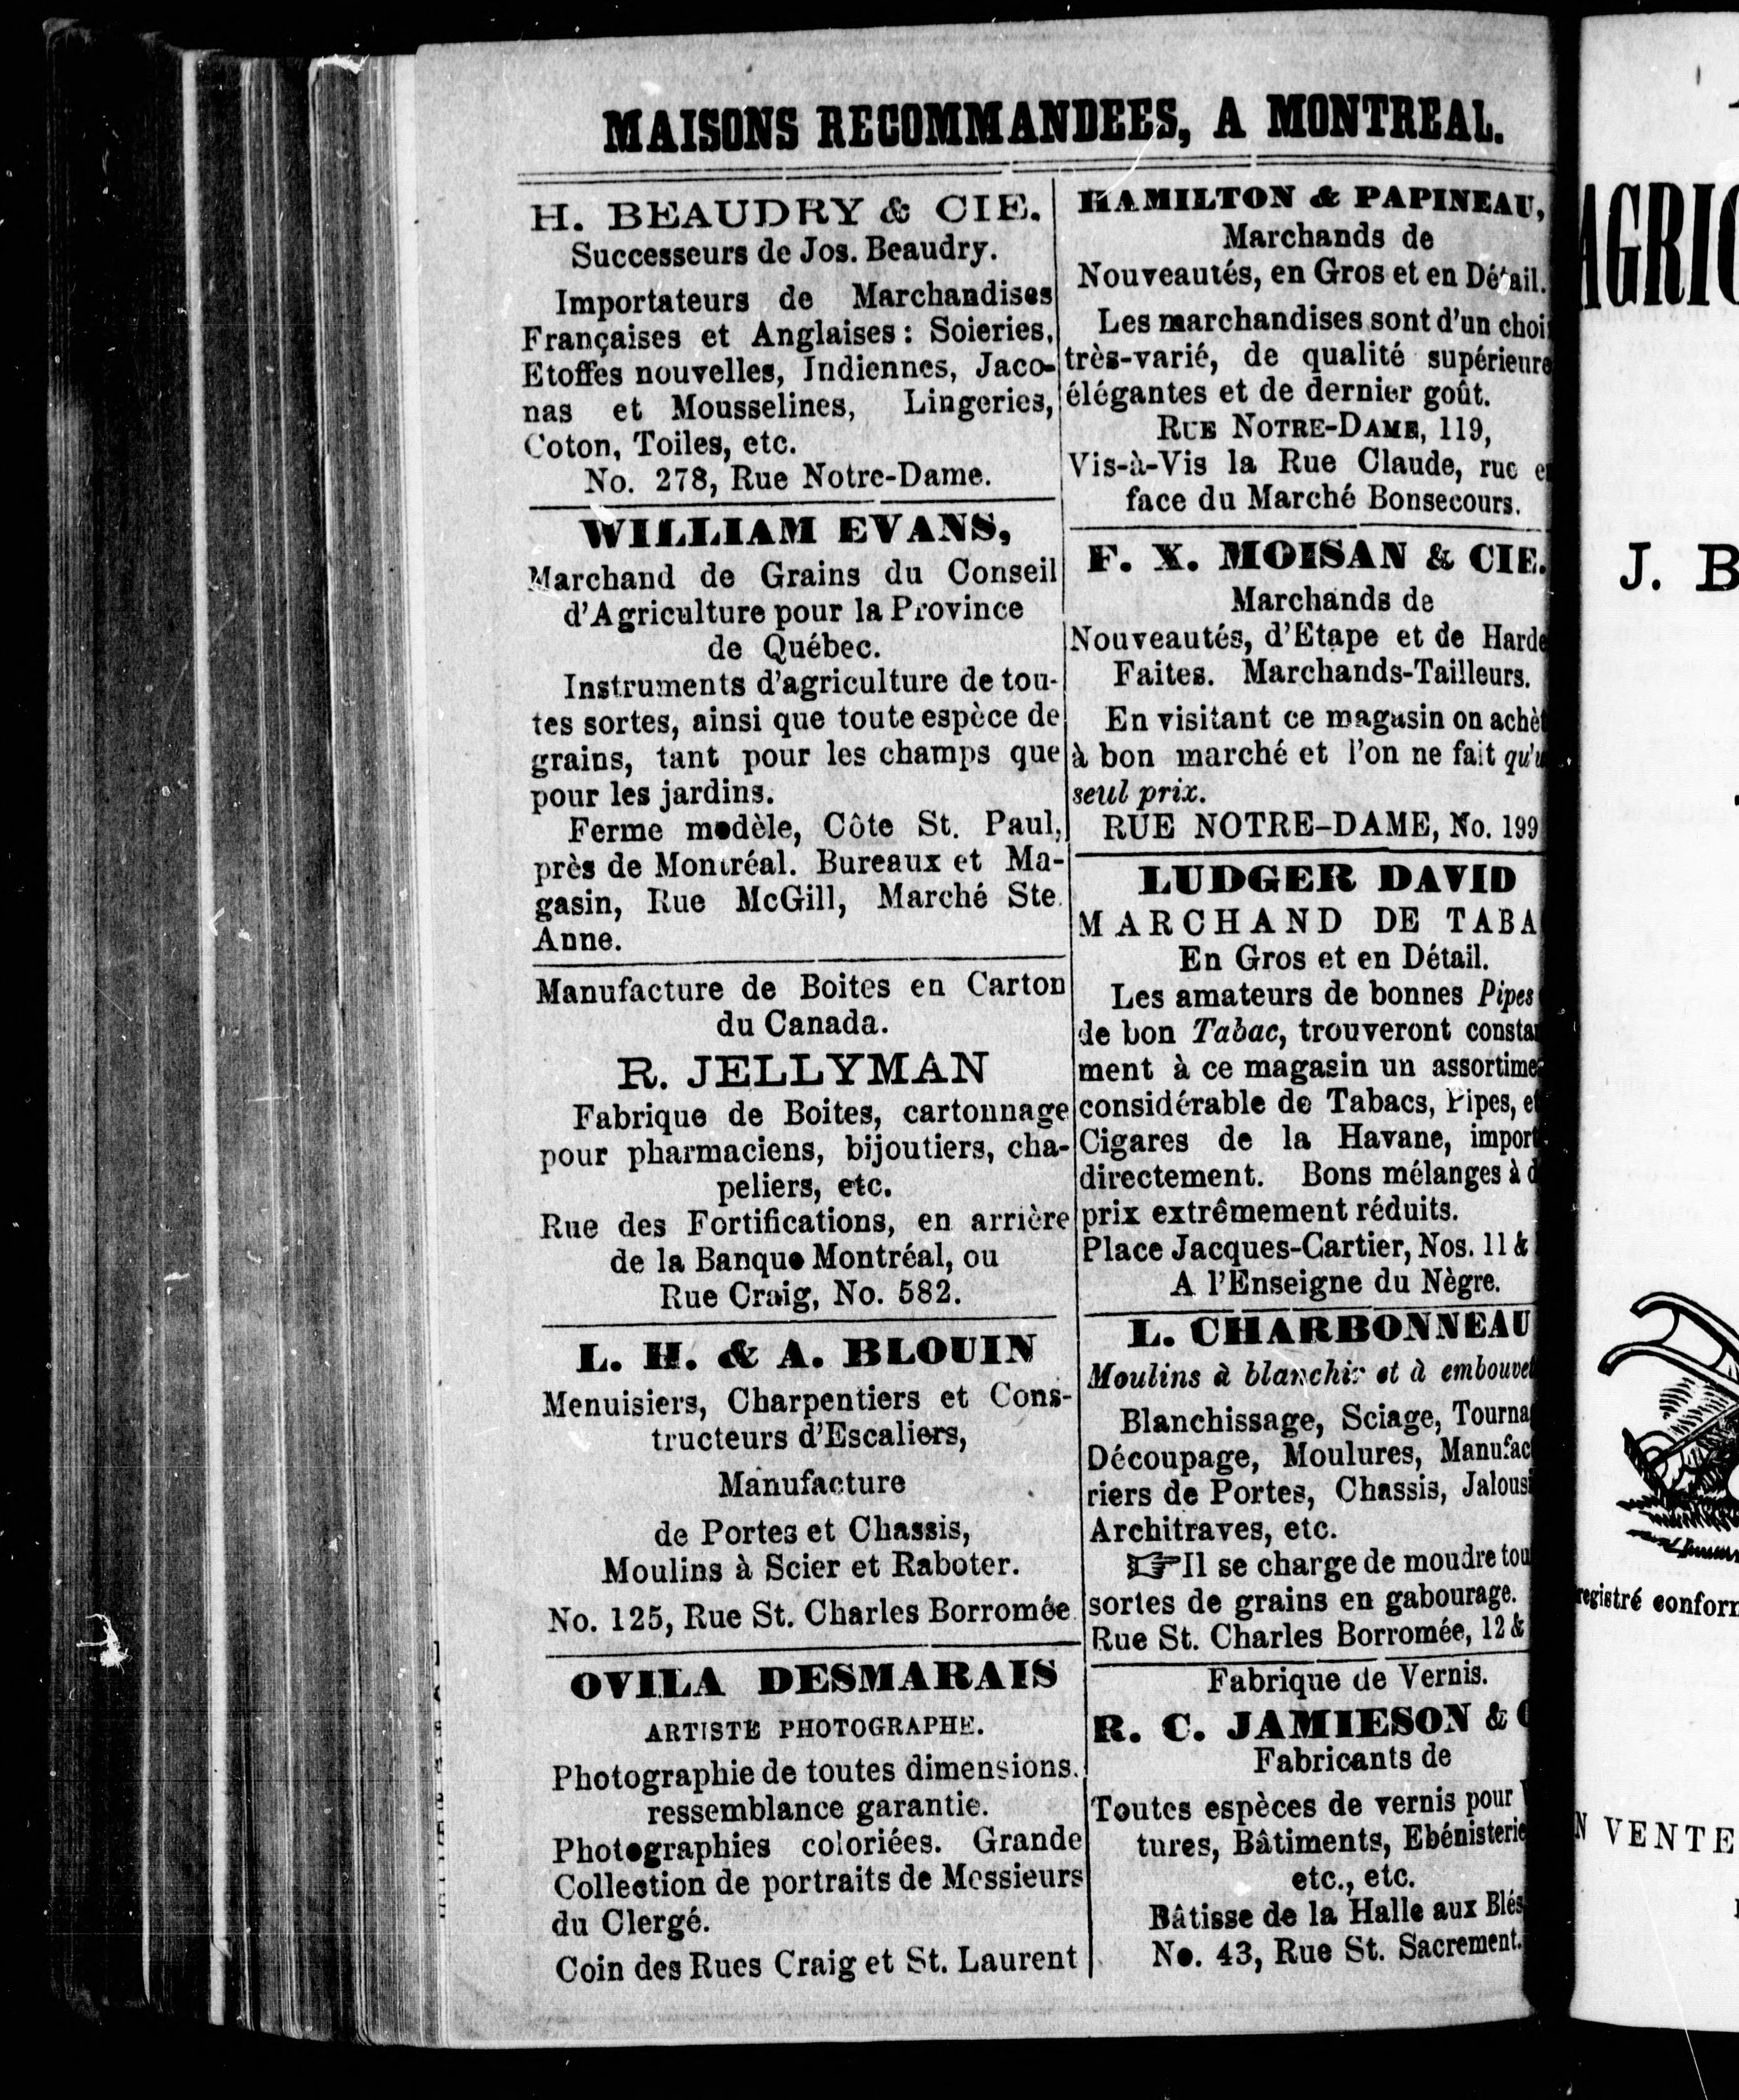 MAISONS RECOMMANDEES, A MONTREAL.
H. BEAUDRY & CIE.
Successeurs de Jos. Beaudry.
Importateurs de Marchandises
Françaises et Anglaises : Soieries,
Etoffes nouvelles, Indiennes, Jaco-
nas et Mousselines, Lingeries,
Coton, Toiles, etc.
No. 278, Rue Notre-Dame.
WILLIAM EVANS,
Marchand de Grains du Conseil
d'Agriculture pour la Province
de Québec.
Instruments d'agriculture de tou-
tes sortes, ainsi que toute espèce de
grains, tant pour les champs que
pour les jardins.
Ferme modèle, Côte St. Paul,
près de Montréal. Bureaux et Ma-
gasin, Rue McGill, Marché Ste.
Anne.
Manufacture de Boites en Carton
du Canada.
R. JELLYMAN
Fabrique de Boites, cartonnage
pour pharmaciens, bijoutiers, cha-
peliers, etc.
Rue des Fortifications, en arrière
de la Banque Montréal, ou
Rue Craig, No. 582.
L. H. & A. BLOUIN
Menuisiers, Charpentiers et Cons-
tructeurs d'Escaliers,
Manufacture
de Portes et Chassis,
Moulins à Scier et Raboter.
No. 125, Rue St. Charles Borromée.
OVILA DESMARAIS
ARTISTE PHOTOGRAPHE.
Photographie de toutes dimensions.
ressemblance garantie.
Photographies coloriées. Grande
Collection de portraits de Messieurs
du Clergé.
Coin des Rues Craig et St. Laurent
HAMILTON & PAPINEAU,
Marchands de
Nouveautés, en Gros et en Détail.
Les marchandises sont d'un choi
très-varié, de qualité supérieure
élégantes et de dernier goût.
RUE NOTRE-DAME, 119,
Vis-à-Vis la Rue Claude, rue e
face du Marché Bonsecours.
F. X. MOISAN & CIE.
Marchands de
Nouveautés, d'Etape et de Harde
Faites. Marchands-Tailleurs.
En visitant ce magasin on achèt
à bon marché et l'on ne fait qu'u
seul prix.
RUE NOTRE-DAME, No. 199
LUDGER DAVID
MARCHAND DE TABA
En Gros et en Détail.
Les amateurs de bonnes Pipes
de bon Tabac, trouveront constam
ment à ce magasin un assortime
considérable de Tabacs, Pipes, et
Cigares de la Havane, import
directement. Bons mélanges à d
prix extrêmement réduits.
Place Jacques-Cartier, Nos. 11 &
A l'Enseigne du Nègre.
L. CHARBONNEAU
Moulins à blanchir et à embouvet
Blanchissage, Sciage, Tourna
Découpage, Moulures, Manufac
riers de Portes, Chassis, Jalousi
Architraves, etc.
☞Il se charge de moudre tou
sortes de grains en gabourage.
Rue St. Charles Borromée, 12 &
Fabrique de Vernis.
R. C. JAMIESON & C
Fabricants de
Toutes espèces de vernis pour
tures, Bâtiments, Ebénisterie
etc., etc.
Bâtisse de la Halle aux Blés
No. 43, Rue St. Sacrement.
AGRIC
J. B
registré conform
N VENTE